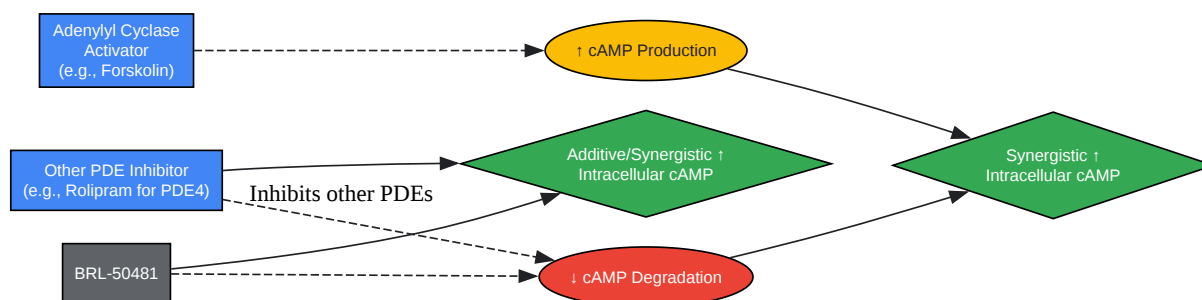 Adenylyl Cyclase
Activator
(e.g., Forskolin)
↑ cAMP Production
Other PDE Inhibitor
(e.g., Rolipram for PDE4)
Inhibits other PDEs
Additive/Synergistic ↑
Intracellular cAMP
Synergistic ↑
Intracellular cAMP
BRL-50481
↓ cAMP Degradation